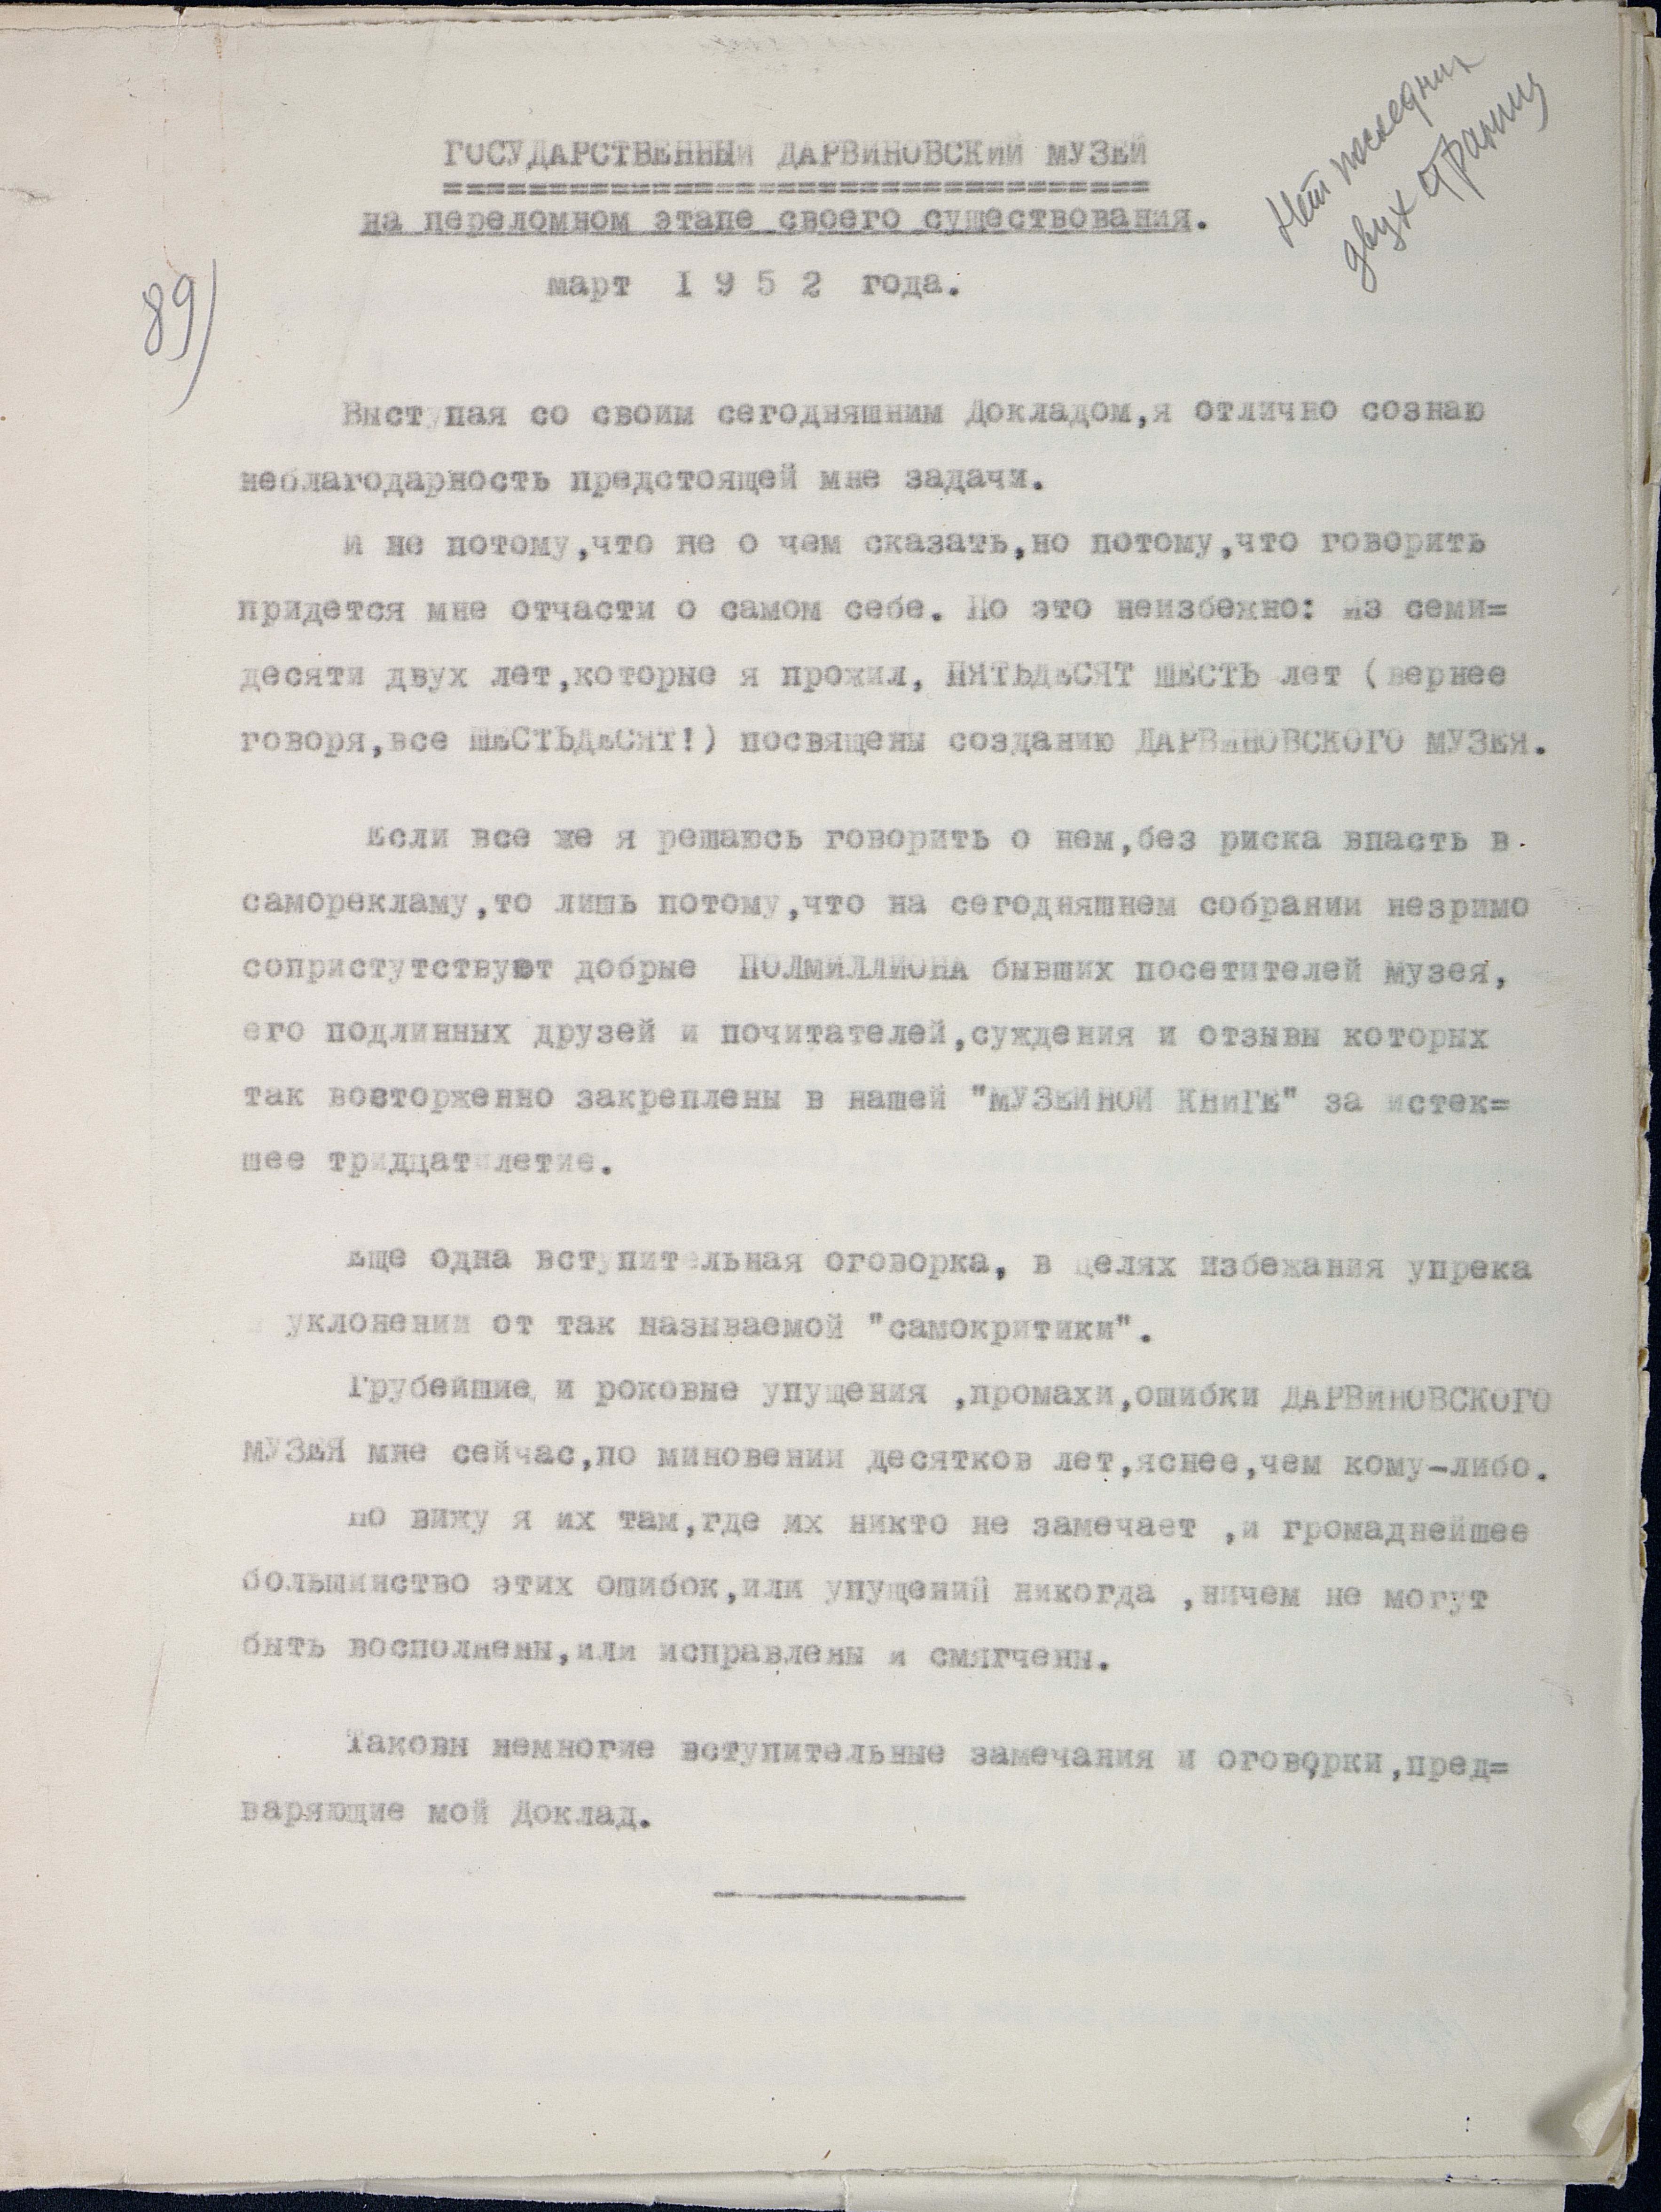 Нет последних
двух страниц
ГОСУДАРСТВЕННЫЙ ДАРВИНОВСКИЙ МУЗЕЙ
==================================
на переломном этапе своего существования.
март 1 9 5 2 года.
89)
Выступая со своим сегодняшним Докладом,я отлично сознаю
неблагодарность предстоящей мне задачи.
И не потому,что не о чем сказать,но потому,что говорить
придется мне отчасти о самом себе. Но это неизбежно: Из семи=
десяти двух лет,которые я прожил, ПЯТЬДЕСЯТ ШЕСТЬ лет (вернее
говоря,все ШЕСТЬДЕСЯТ!) посвящены созданию ДАРВИНОВСКОГО МУЗЕЯ.
Если все же я решаюсь говорить о нем,без риска впасть в
саморекламу,то лишь потому,что на сегодняшнем собрании незримо
сопристутствуют добрые ПОЛМИЛЛИОНА бывших посетителей Музея,
его подлинных друзей и почитателей,суждения и отзывы которых
так восторженно закреплены в нашей "МУЗЕЙНОЙ КНИГЕ" за истек=
шее тридцатилетие.
Еще одна вступительная оговорка, в целях избежания упрека
в уклонении от так называемой "самокритики".
Грубейшие и роковые упущения ,промахи,ошибки ДАРВИНОВСКОГО
МУЗЕЯ мне сейчас,по миновении десятков лет,яснее,чем кому-либо.
Но вижу я их там,где их никто не замечает ,и громаднейшее
большинство этих ошибок,или упущений никогда ,ничем не могут
быть восполнены,или исправлены и смягчены.
Таковы немногие вступительные замечания и оговорки,пред=
варяющие мой Доклад.